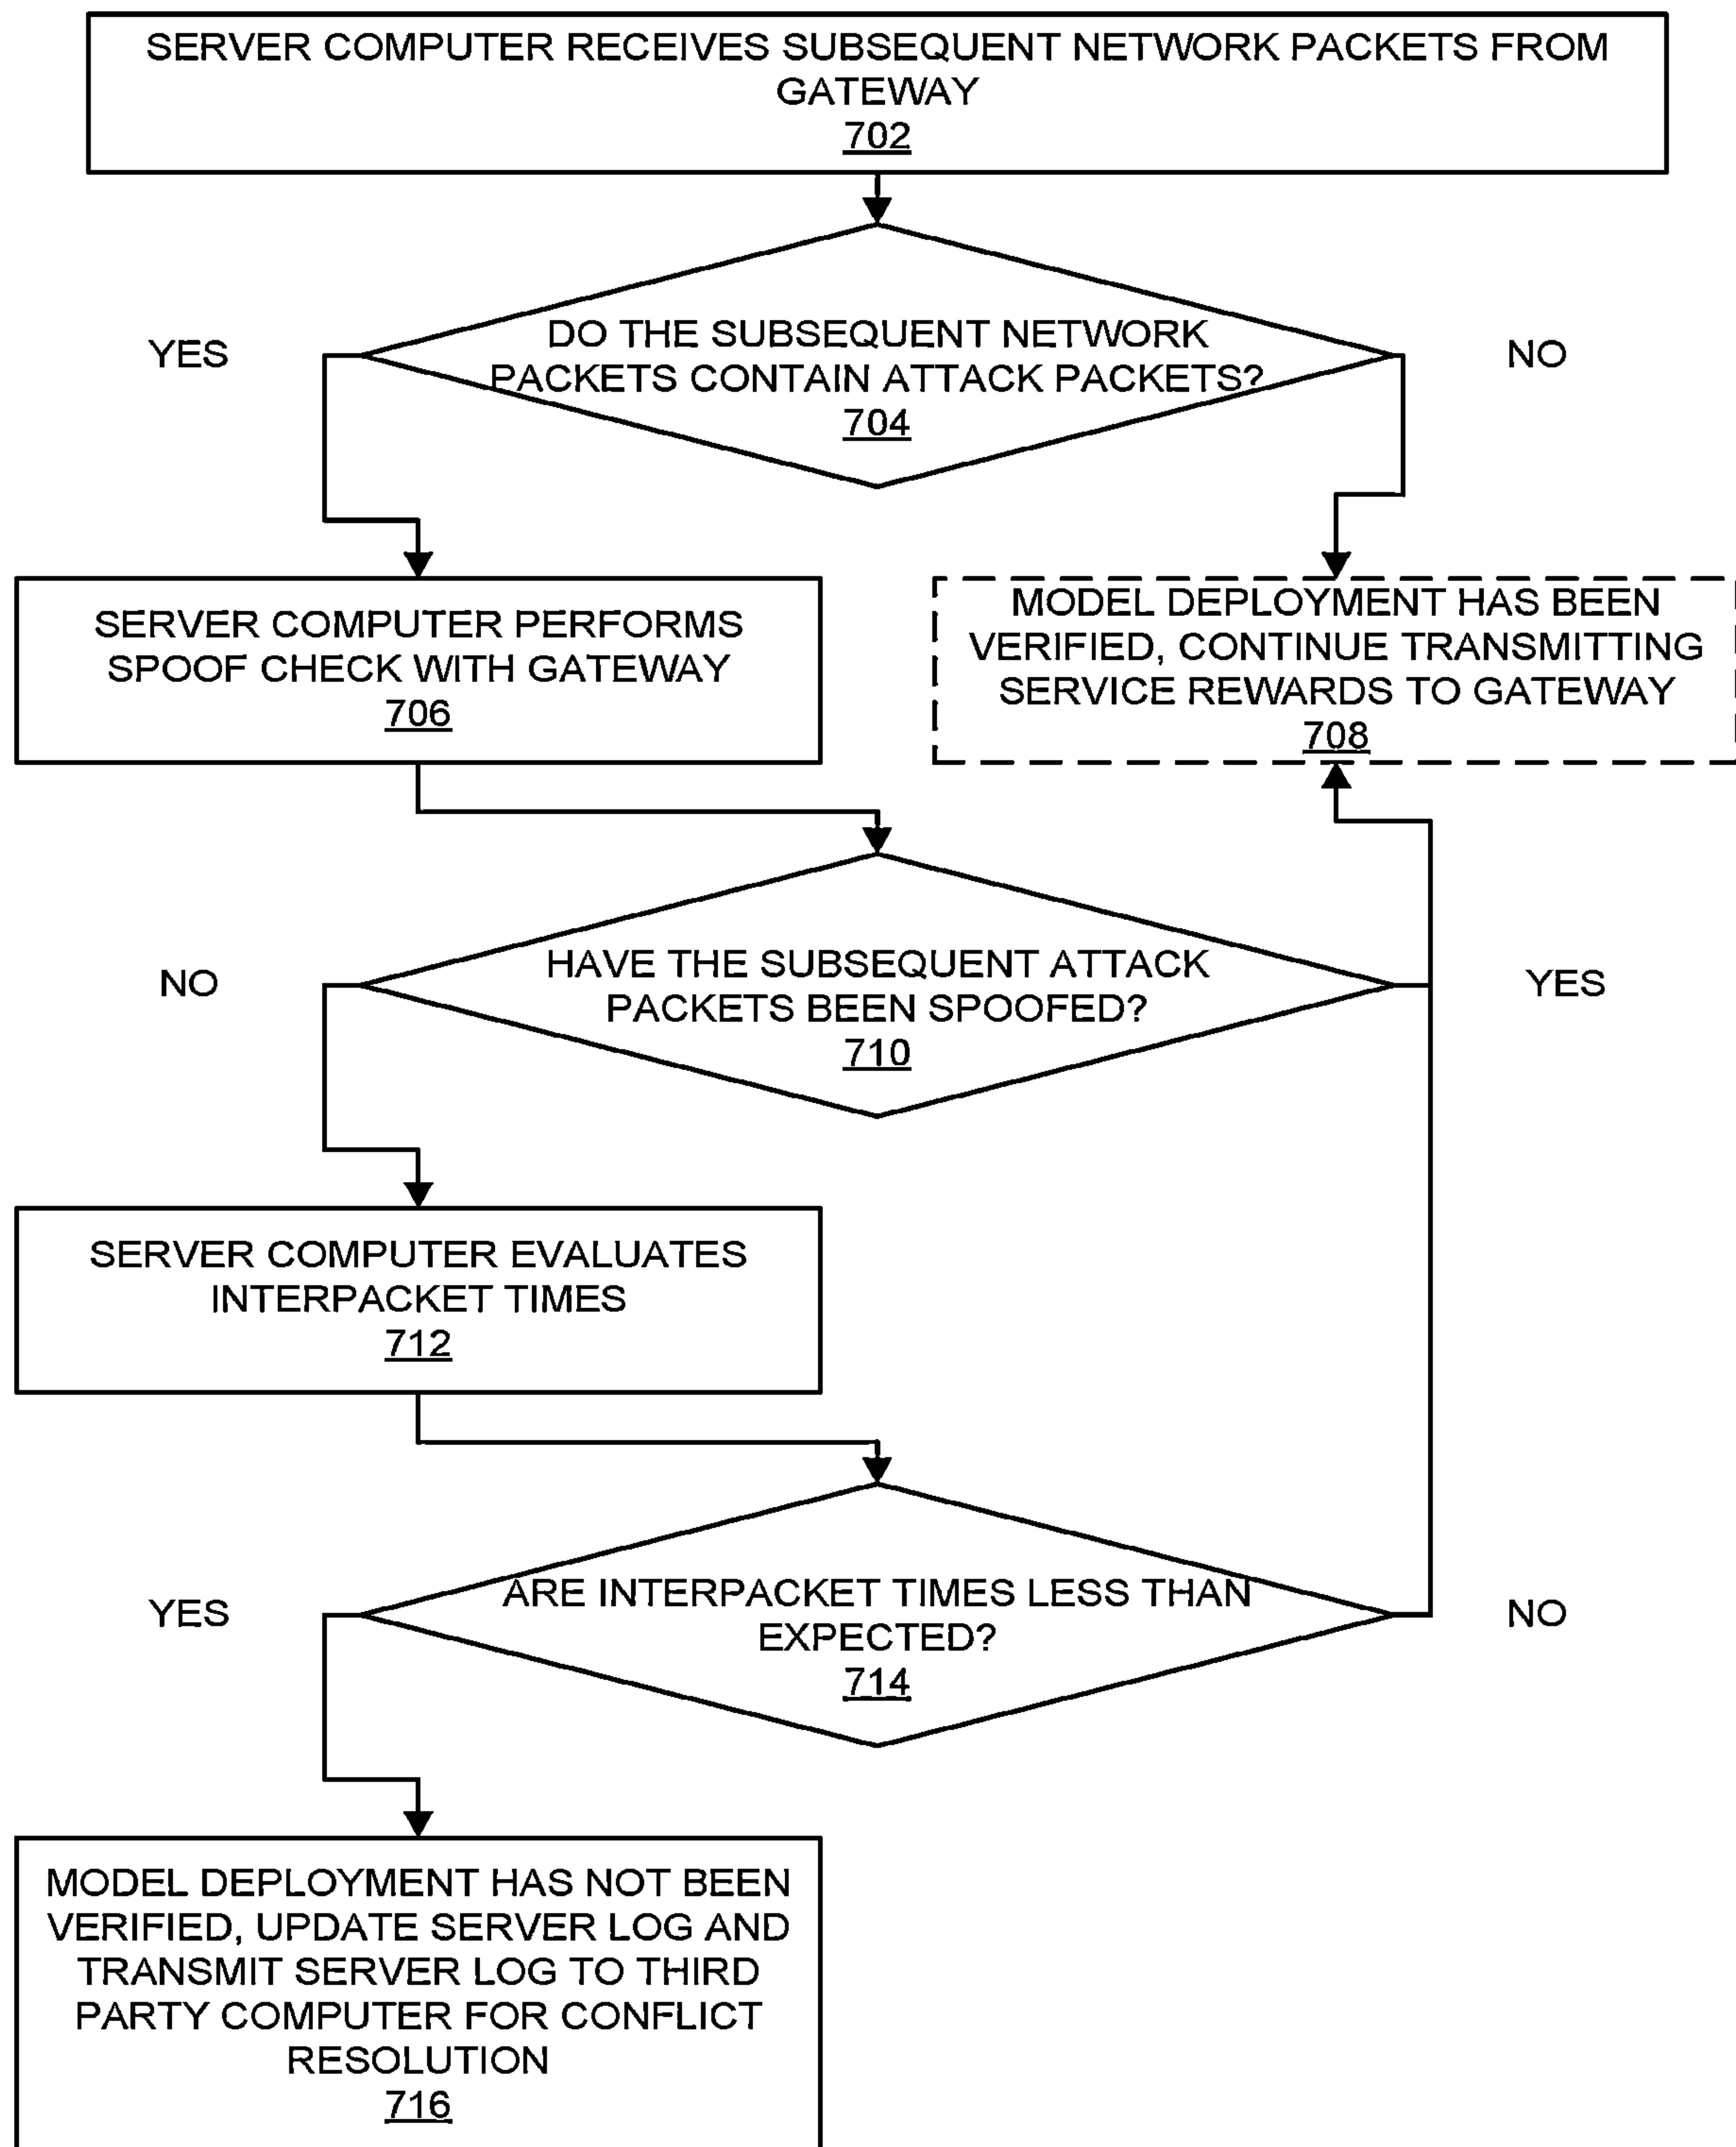 SERVER COMPUTER RECEIVES SUBSEQUENT NETWORK PACKETS FROM
GATEWAY
702
DO THE SUBSEQUENT NETWORK
PACKETS CONTAIN ATTACK PACKETS?
704
YES
NO
SERVER COMPUTER PERFORMS
SPOOF CHECK WITH GATEWAY
706
MODEL DEPLOYMENT HAS BEEN
VERIFIED, CONTINUE TRANSMITTING
SERVICE REWARDS TO GATEWAY
708
HAVE THE SUBSEQUENT ATTACK
PACKETS BEEN SPOOFED?
710
NO
YES
SERVER COMPUTER EVALUATES
INTERPACKET TIMES
712
ARE INTERPACKET TIMES LESS THAN
EXPECTED?
714
YES
NO
MODEL DEPLOYMENT HAS NOT BEEN
VERIFIED, UPDATE SERVER LOG AND
TRANSMIT SERVER LOG TO THIRD
PARTY COMPUTER FOR CONFLICT
RESOLUTION
716